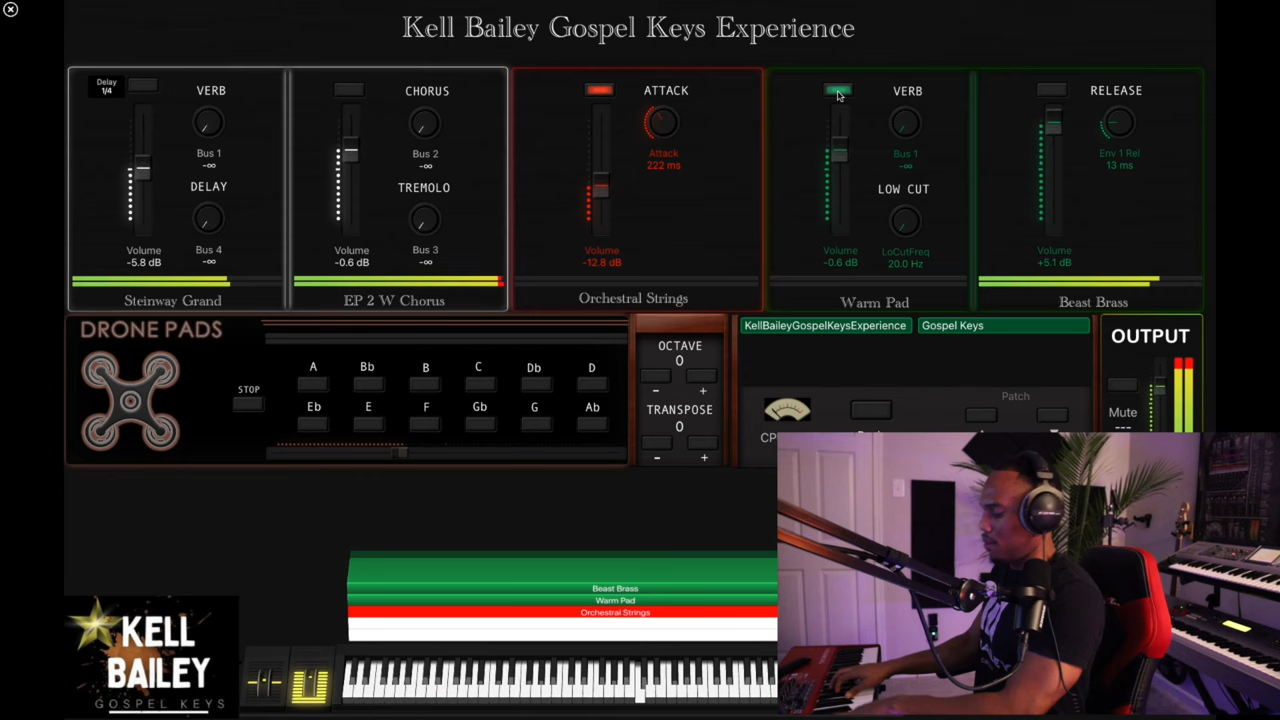 Kell Bailey Gospel Keys Experience
Delay
1/4
VERB
Bus 1
-∞
DELAY
Bus 4
-∞
Volume
-5.8 dB
Steinway Grand
CHORUS
Bus 2
-∞
TREMOLO
Bus 3
-∞
Volume
-0.6 dB
EP 2 W Chorus
ATTACK
Attack
222 ms
Volume
-12.8 dB
Orchestral Strings
VERB
Bus 1
-∞
LOW CUT
LoCutFreq
20.0 Hz
Volume
-0.6 dB
Warm Pad
RELEASE
Env 1 Rel
13 ms
Volume
+5.1 dB
Beast Brass
DRONE PADS
STOP
A Bb B C Db D
Eb E F Gb G Ab
OCTAVE
0
- +
TRANSPOSE
0
- +
KellBaileyGospelKeysExperience Gospel Keys
Patch
OUTPUT
Mute
---
Beast Brass
Warm Pad
Orchestral Strings
KELL
BAILEY
GOSPEL KEYS